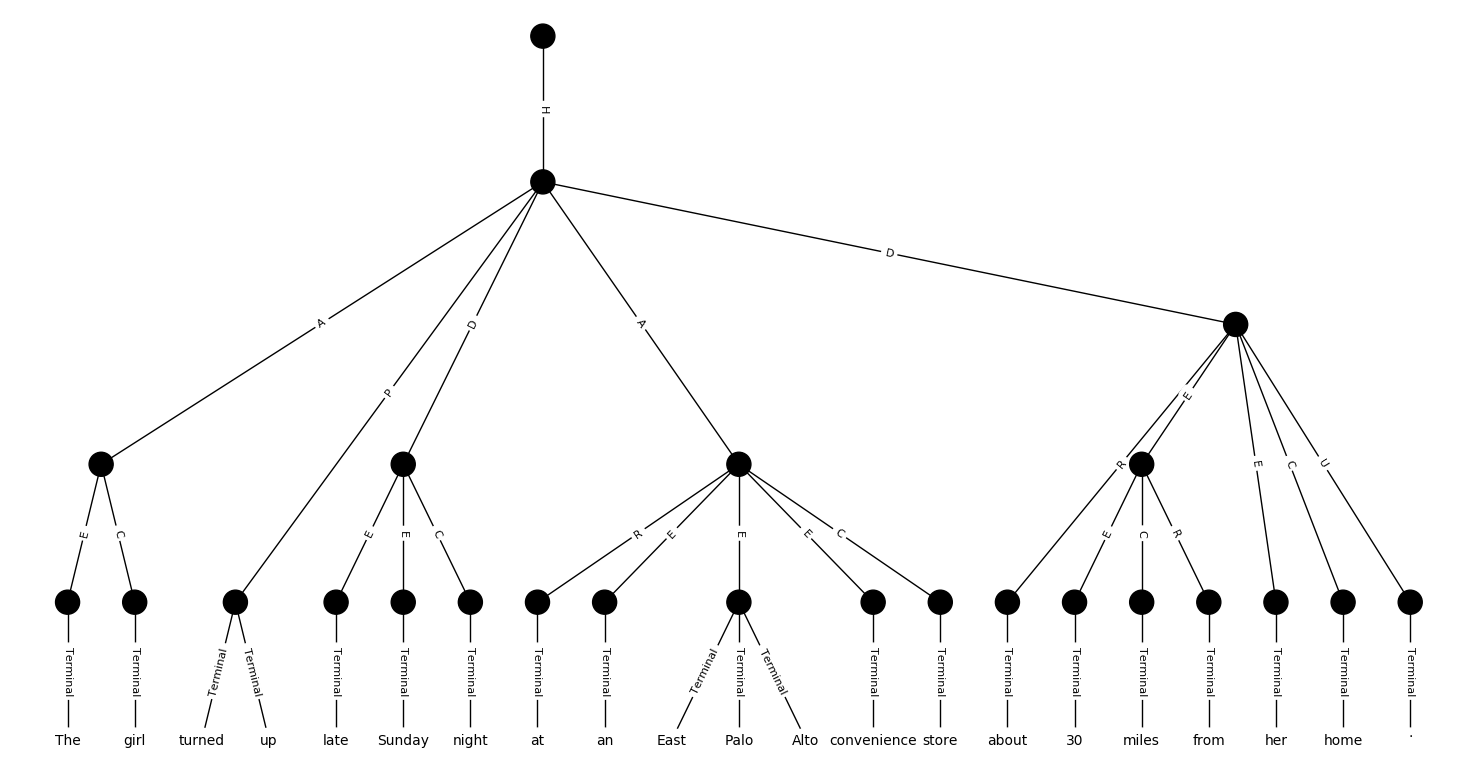 H
A P D A D
E C E E C R E E E C R E E C R E C U
Terminal Terminal Terminal Terminal Terminal Terminal Terminal Terminal Terminal Terminal Terminal Terminal Terminal Terminal Terminal Terminal Terminal Terminal Terminal Terminal Terminal
The girl turned up late Sunday night at an East Palo Alto convenience store about 30 miles from her home .